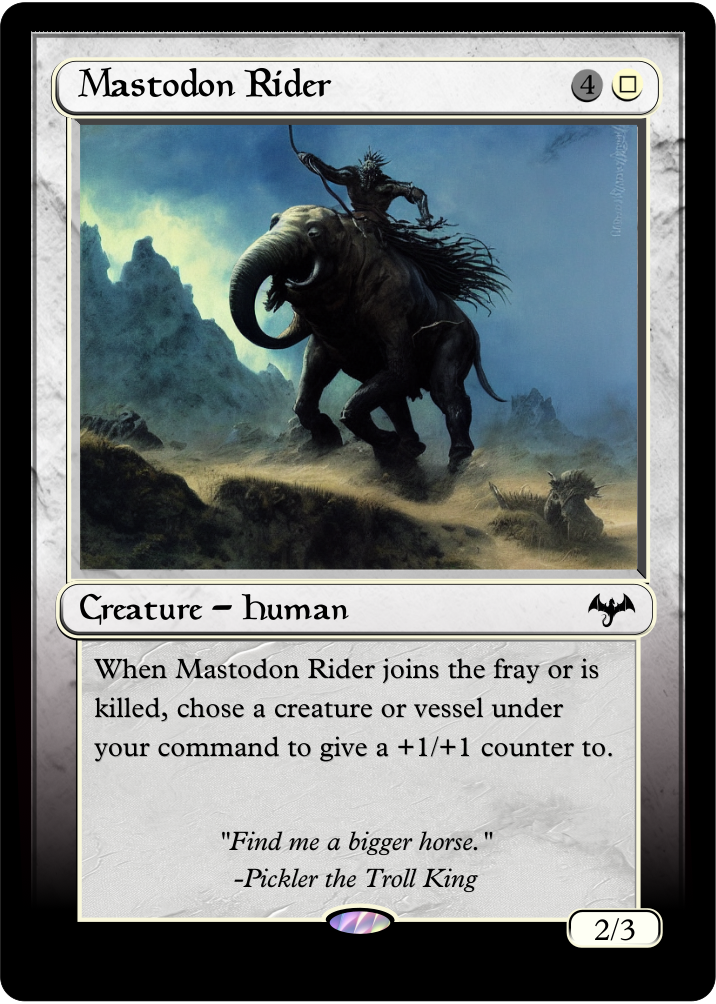 Mastodon Rider
4
Creature – Human
When Mastodon Rider joins the fray or is
killed, chose a creature or vessel under
your command to give a +1/+1 counter to.
"Find me a bigger horse."
-Pickler the Troll King
2/3